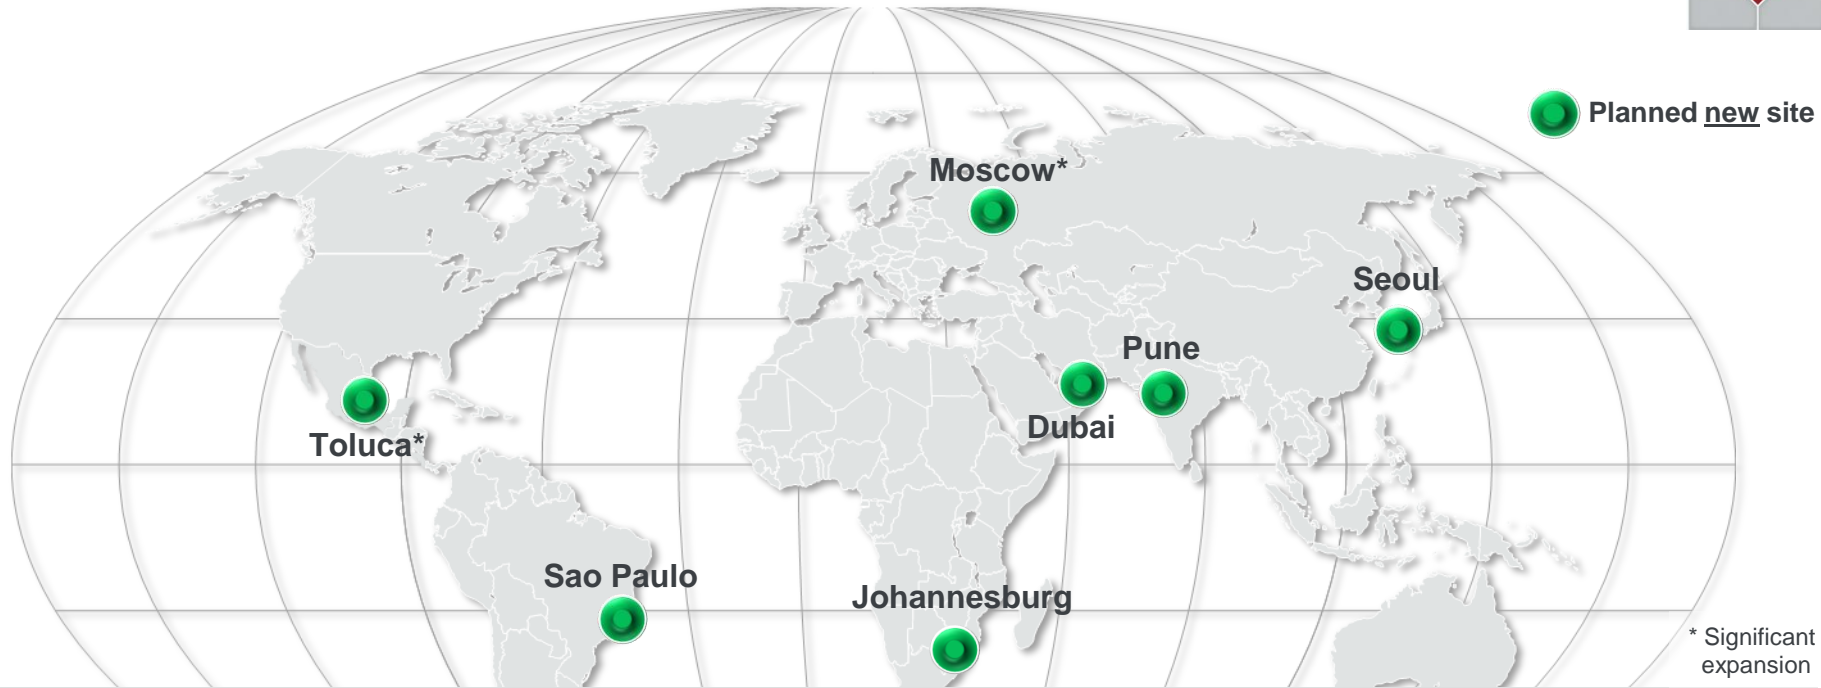 Planned new site
Moscow*
Seoul
Pune
Dubai
Toluca*
Sao Paulo
Johannesburg
* Significant
expansion